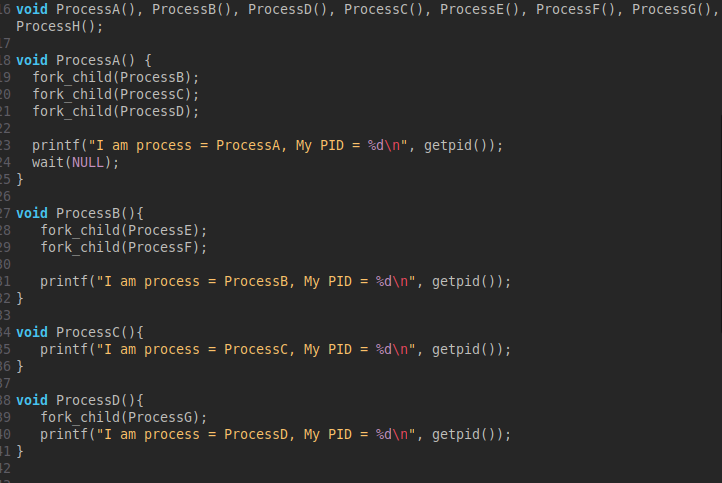 16 void ProcessA(), ProcessB(), ProcessD(), ProcessC(), ProcessE(), ProcessF(), ProcessG(),
ProcessH();
17
18 void ProcessA() {
19 fork_child(ProcessB);
20 fork_child(ProcessC);
21 fork_child(ProcessD);
22
23 printf("I am process = ProcessA, My PID = %d\n", getpid());
24 wait(NULL);
25 }
26
27 void ProcessB(){
28 fork_child(ProcessE);
29 fork_child(ProcessF);
30
31 printf("I am process = ProcessB, My PID = %d\n", getpid());
32 }
33
34 void ProcessC(){
35 printf("I am process = ProcessC, My PID = %d\n", getpid());
36 }
37
38 void ProcessD(){
39 fork_child(ProcessG);
40 printf("I am process = ProcessD, My PID = %d\n", getpid());
41 }
42